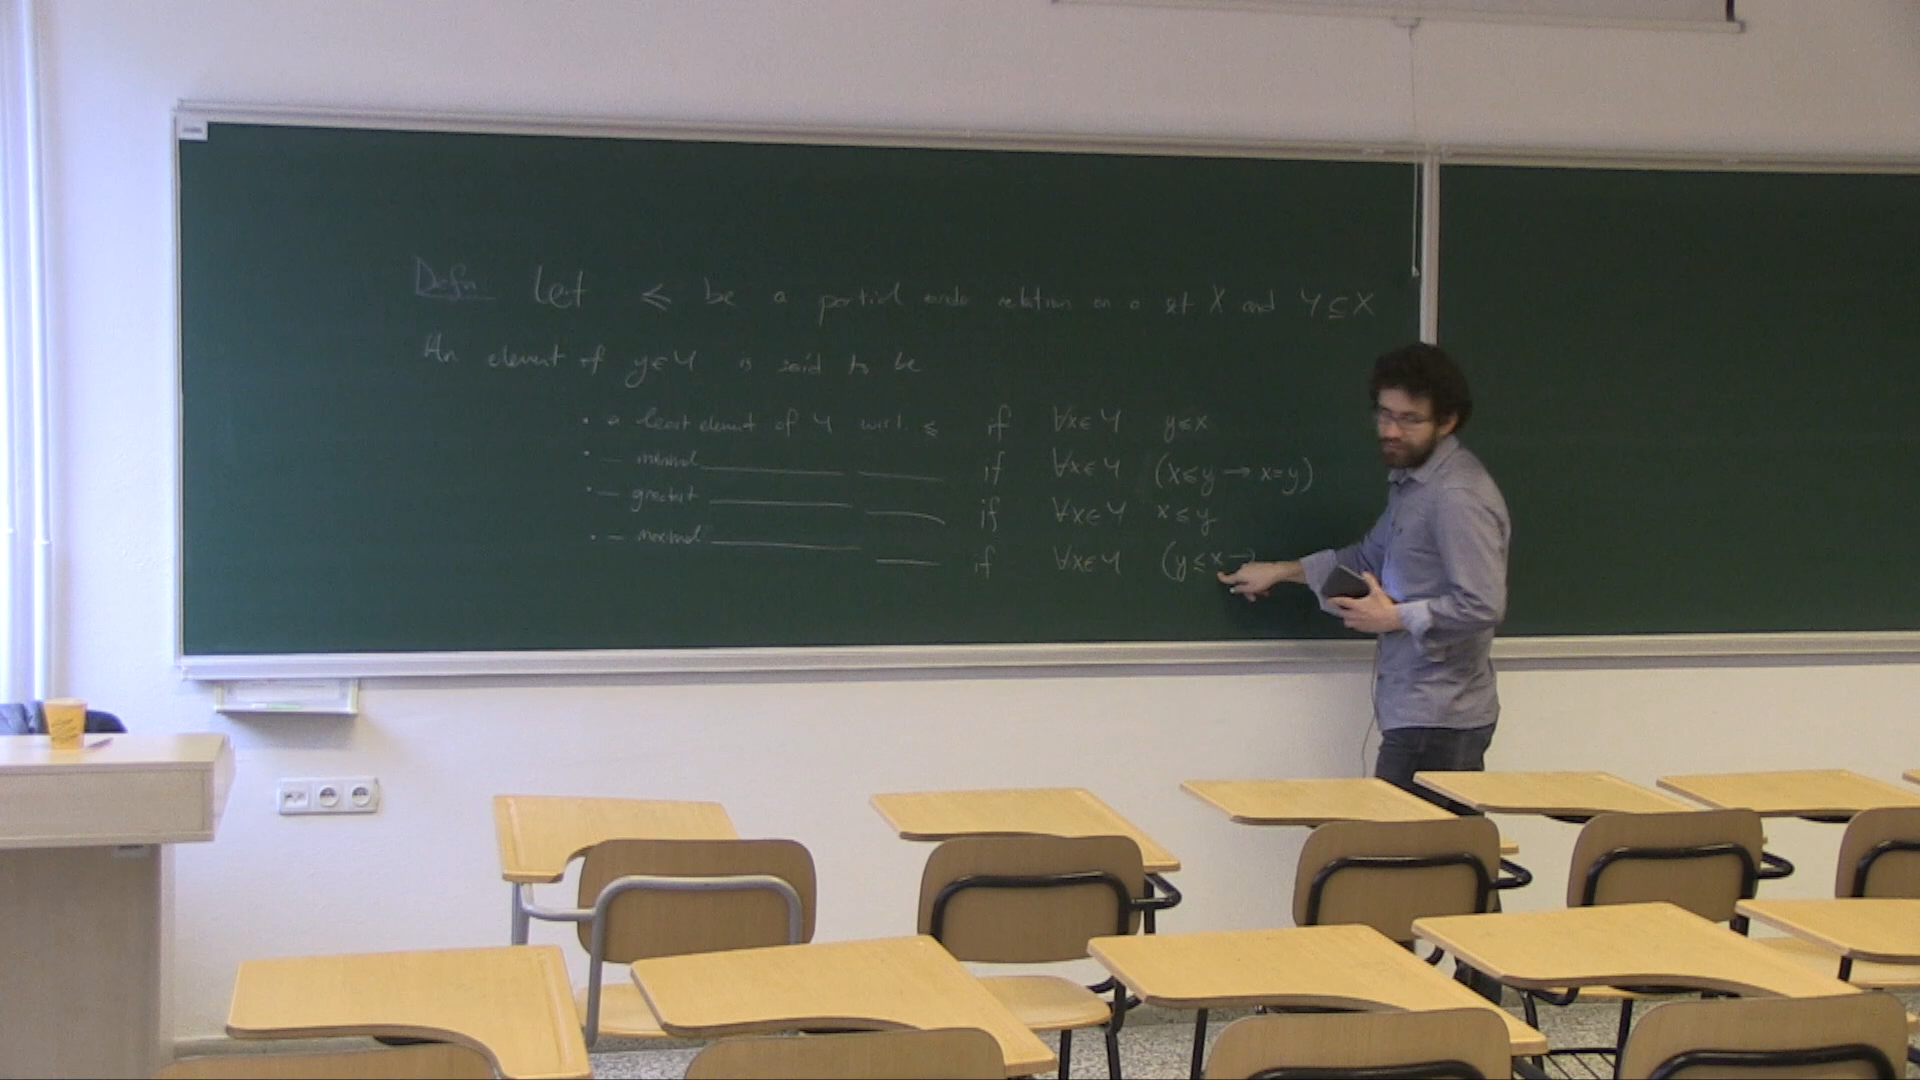 Defn Let ≤ be a partial order relation on a set X and Y ⊆ X
An element of y∈Y is said to be
• a least element of Y w.r.t. ≤ if ∀x∈Y y≤x
• — minimal ——— ——— if ∀x∈Y (x≤y → x=y)
• — greatest ——— ——— if ∀x∈Y x≤y
• — maximal ——— ——— if ∀x∈Y (y≤x →